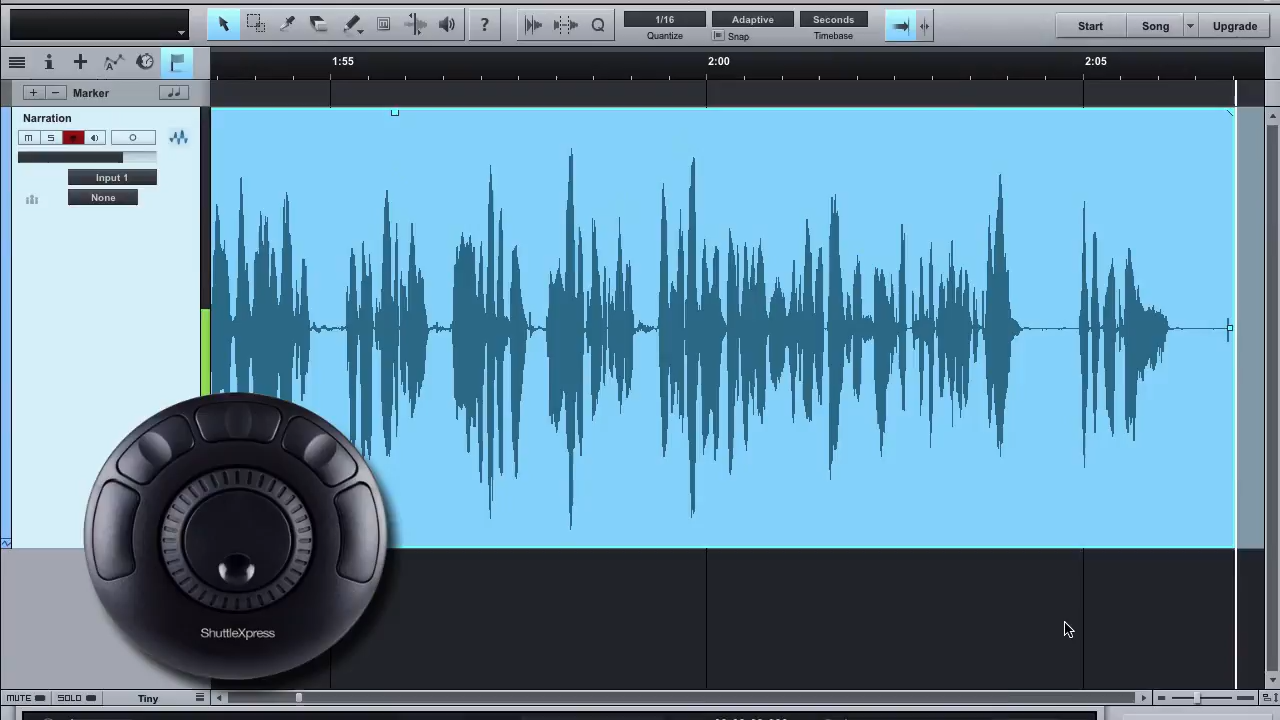 ?
1/16
Quantize
Adaptive
Snap
Seconds
Timebase
Start
Song
Upgrade
1:55
2:00
2:05
+ − Marker
Narration
M S
Input 1
None
ShuttleXpress
MUTE
SOLO
Tiny